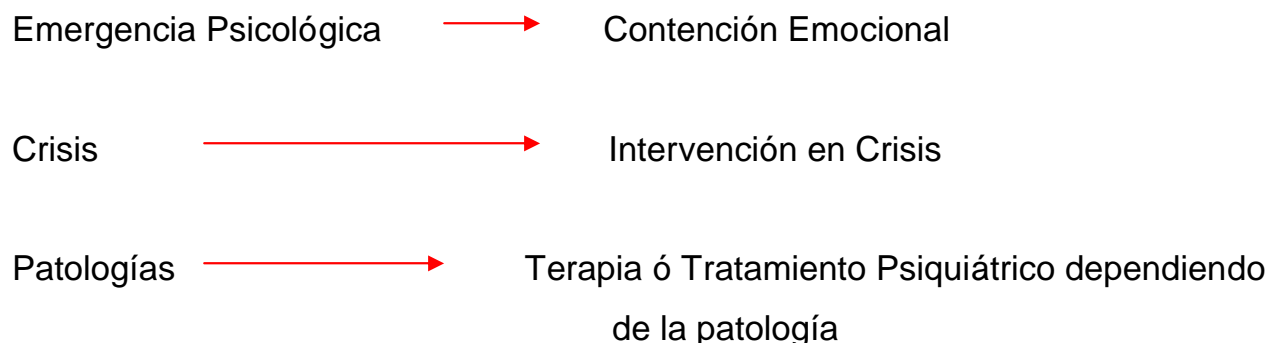 Emergencia Psicológica Contención Emocional
Crisis Intervención en Crisis
Patologías Terapia ó Tratamiento Psiquiátrico dependiendo
de la patología